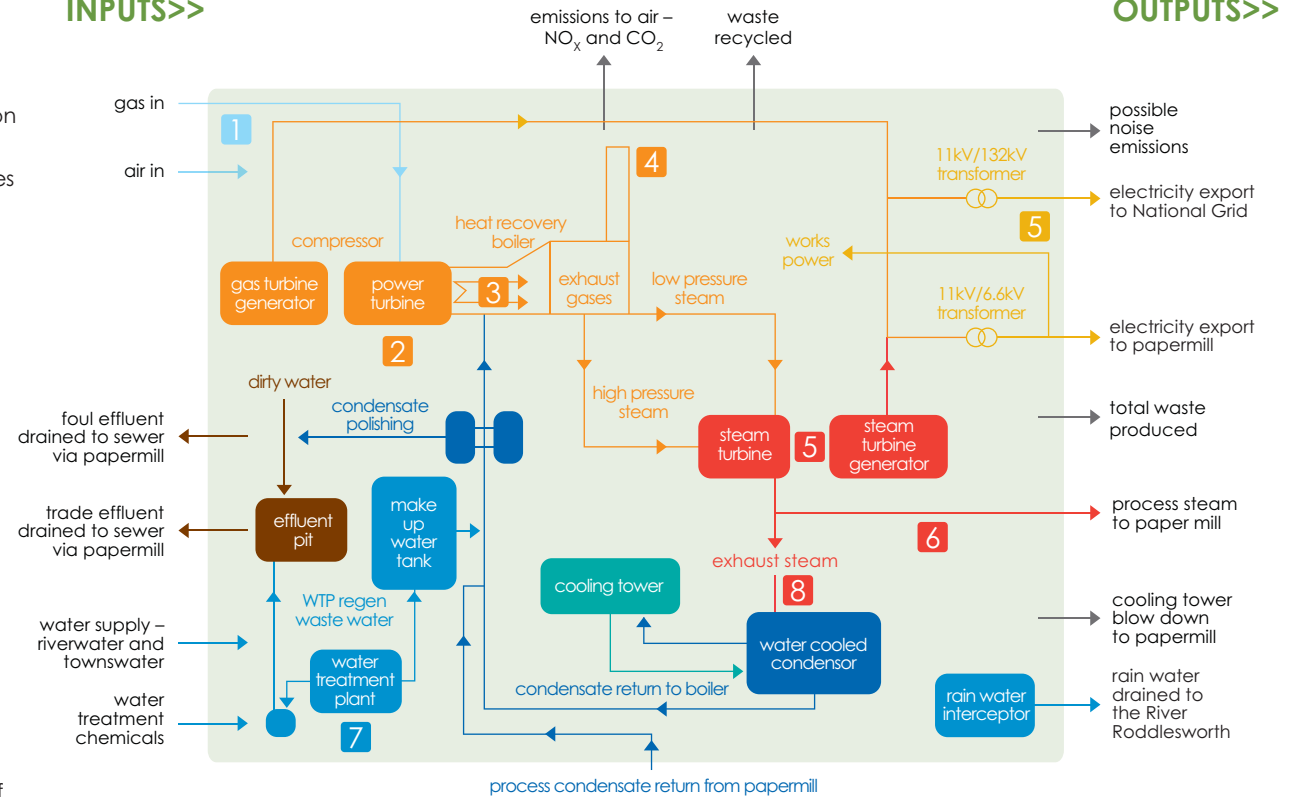 INPUTS>>
OUTPUTS>>
emissions to air –
NOX and CO2
waste
recycled
on
es
f
gas in
air in
1
4
compressor
heat recovery
boiler
gas turbine
generator
power
turbine
3
exhaust
gases
low pressure
steam
2
high pressure
steam
11kV/132kV
transformer
5
works
power
11kV/6.6kV
transformer
possible
noise
emissions
electricity export
to National Grid
electricity export
to papermill
total waste
produced
process steam
to paper mill
cooling tower
blow down
to papermill
rain water
drained to
the River
Roddlesworth
dirty water
condensate
polishing
foul effluent
drained to sewer
via papermill
trade effluent
drained to sewer
via papermill
effluent
pit
make
up
water
tank
steam
turbine
5
steam
turbine
generator
6
exhaust steam
8
cooling tower
water cooled
condensor
WTP regen
waste water
water supply –
riverwater and
townswater
water
treatment
chemicals
water
treatment
plant
7
condensate return to boiler
rain water
interceptor
process condensate return from papermill